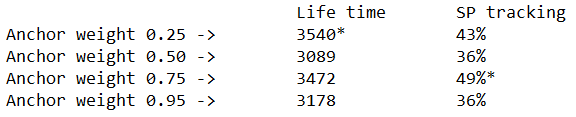 Life time SP tracking
Anchor weight 0.25 -> 3540* 43%
Anchor weight 0.50 -> 3089 36%
Anchor weight 0.75 -> 3472 49%*
Anchor weight 0.95 -> 3178 36%